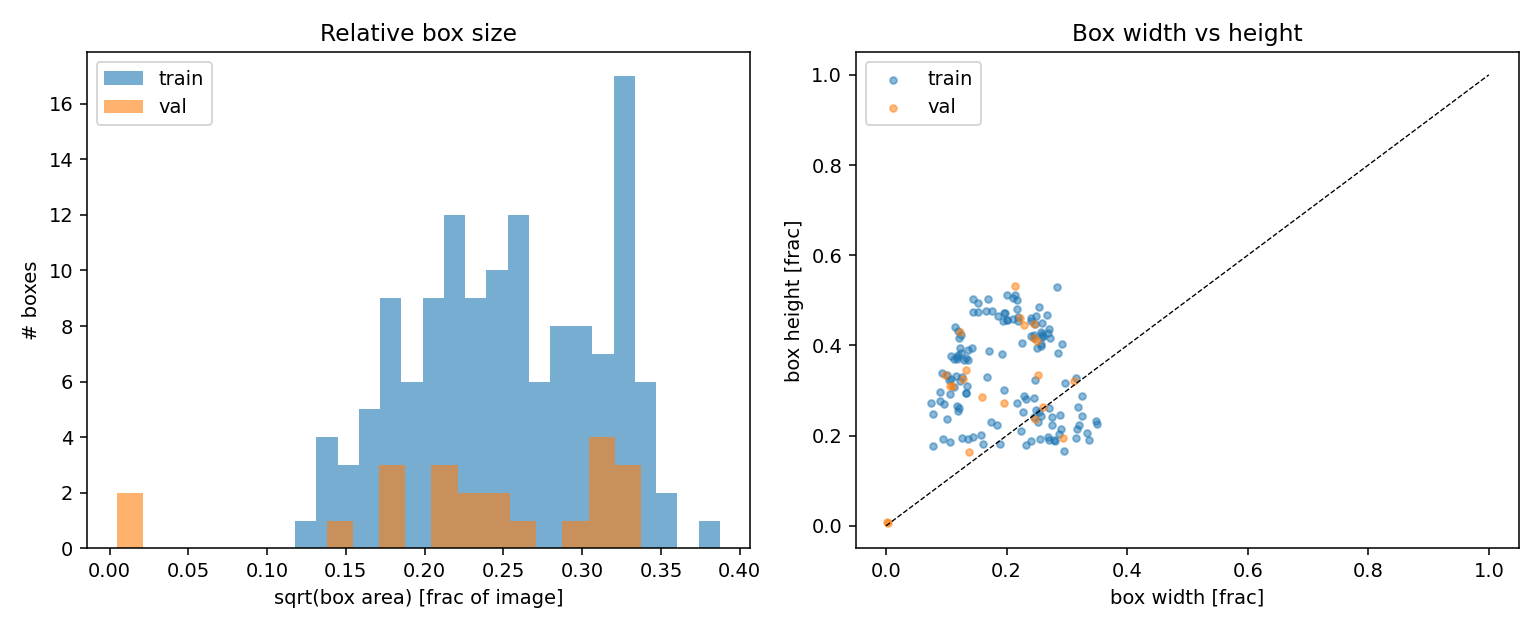 Relative box size
train
val
16
14
12
10
8
6
4
2
0
# boxes
0.00 0.05 0.10 0.15 0.20 0.25 0.30 0.35 0.40
sqrt(box area) [frac of image]
Box width vs height
train
val
1.0
0.8
0.6
0.4
0.2
0.0
box height [frac]
0.0 0.2 0.4 0.6 0.8 1.0
box width [frac]